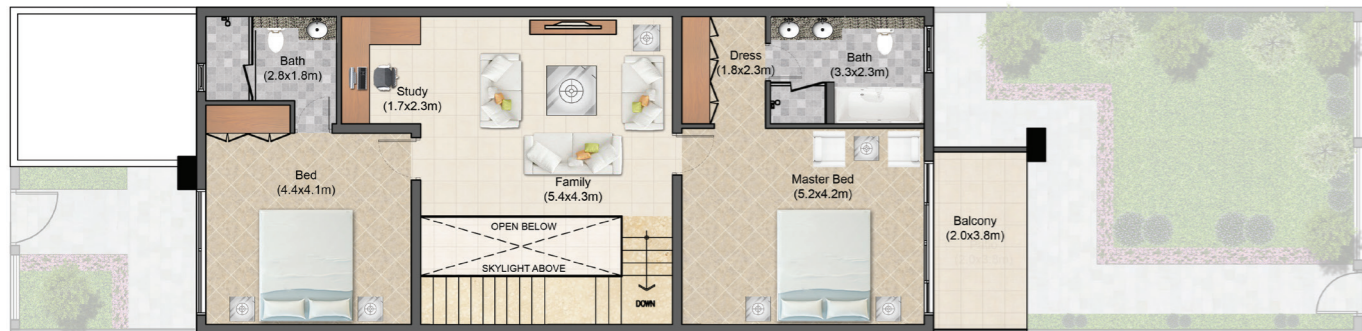 Bath
(2.8x1.8m)
Study
(1.7x2.3m)
Dress
(1.8x2.3m)
Bath
(3.3x2.3m)
Bed
(4.4x4.1m)
Family
(5.4x4.3m)
Master Bed
(5.2x4.2m)
Balcony
(2.0x3.8m)
OPEN BELOW
SKYLIGHT ABOVE
DOWN